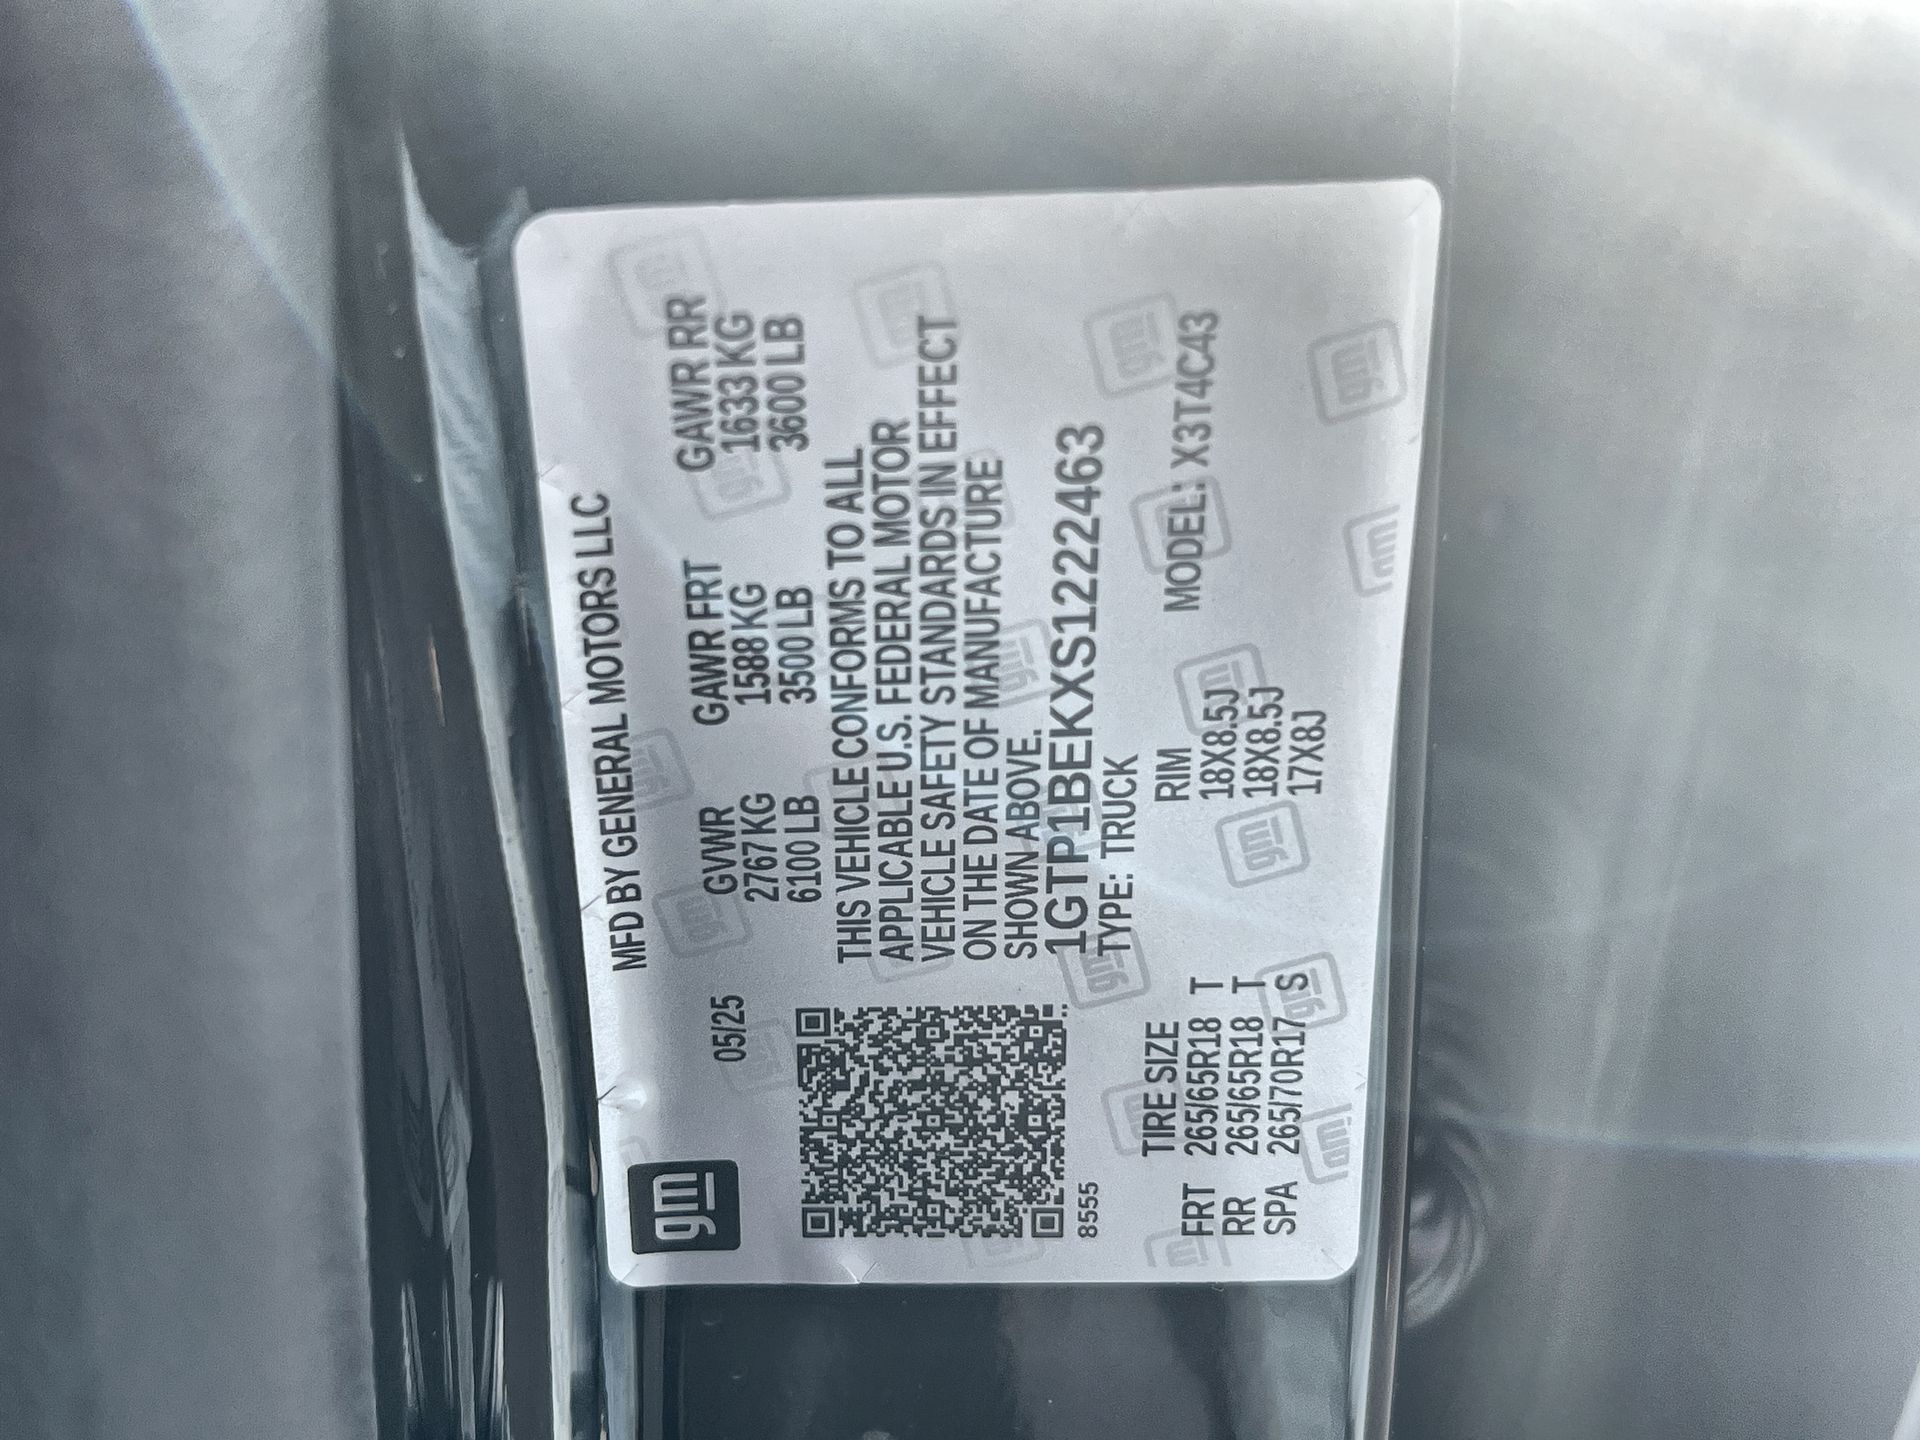 gm
MFD BY GENERAL MOTORS LLC
05/25
GVWR GAWR FRT GAWR RR
2767 KG 1588 KG 1633 KG
6100 LB 3500 LB 3600 LB
THIS VEHICLE CONFORMS TO ALL
APPLICABLE U.S. FEDERAL MOTOR
VEHICLE SAFETY STANDARDS IN EFFECT
ON THE DATE OF MANUFACTURE
SHOWN ABOVE.
1GTP1BEKXS1222463
8555
TYPE: TRUCK
MODEL: X3T4C43
TIRE SIZE RIM
FRT 265/65R18 T 18X8.5J
RR 265/65R18 T 18X8.5J
SPA 265/70R17 S 17X8J